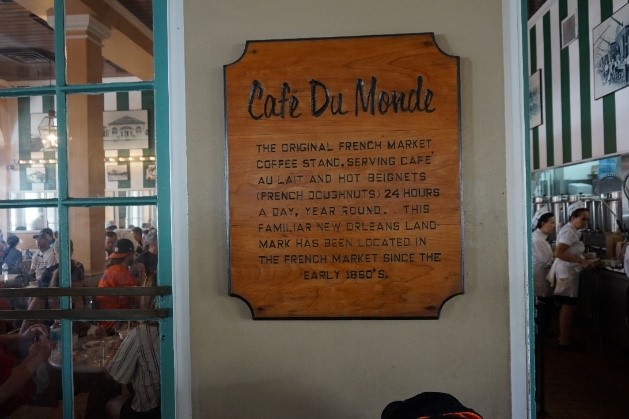 Café Du Monde
THE ORIGINAL FRENCH MARKET
COFFEE STAND, SERVING CAFÉ
AU LAIT AND HOT BEIGNETS
(FRENCH DOUGHNUTS) 24 HOURS
A DAY, YEAR ROUND. THIS
FAMILIAR NEW ORLEANS LAND
MARK HAS BEEN LOCATED IN
THE FRENCH MARKET SINCE THE
EARLY 1860'S.